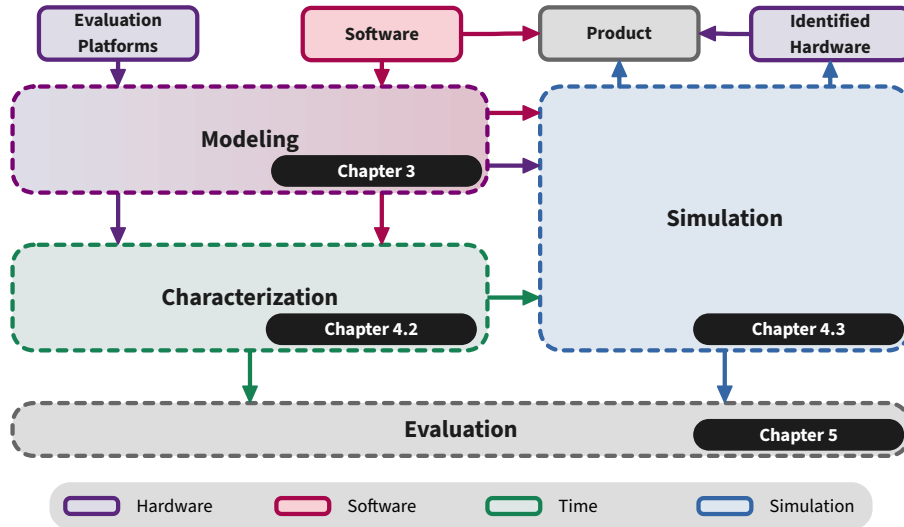 Evaluation
Platforms
Software
Product
Identified
Hardware
Modeling
Chapter 3
Simulation
Characterization
Chapter 4.2
Chapter 4.3
Evaluation
Chapter 5
Hardware
Software
Time
Simulation